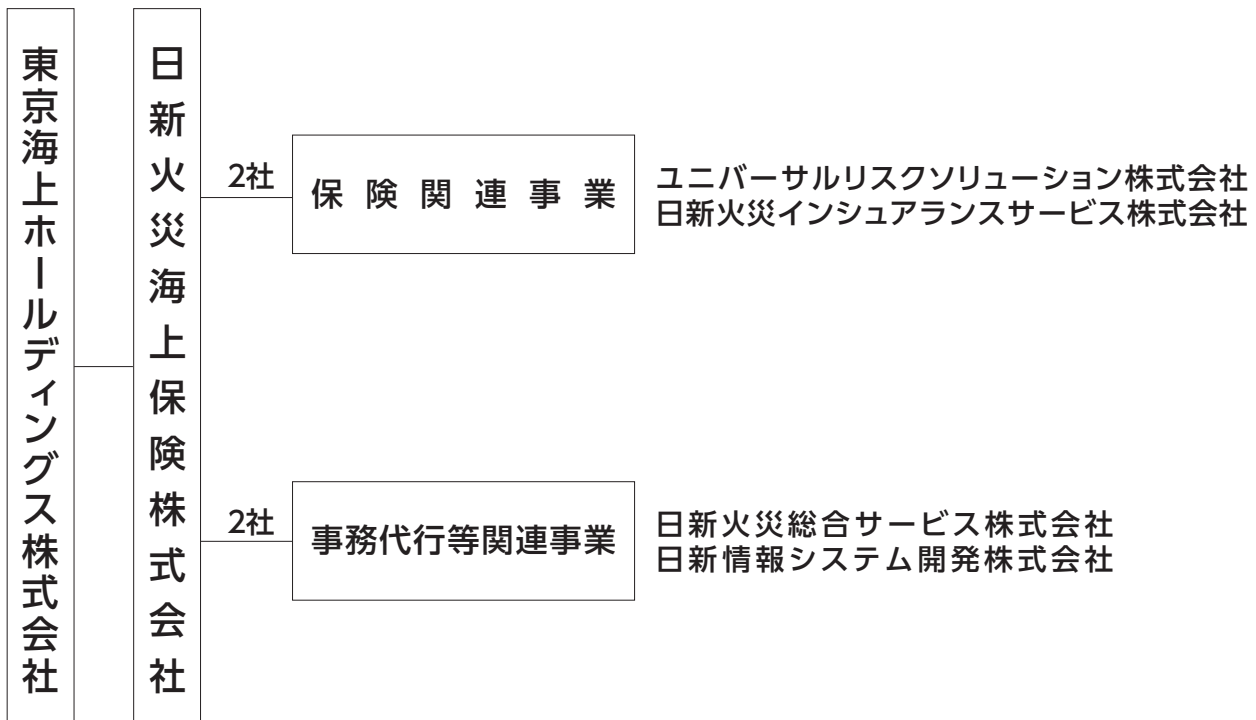 東京海上ホールディングス株式会社
日新火災海上保険株式会社
2社
保険関連事業
ユニバーサルリスクソリューション株式会社
日新火災インシュアランスサービス株式会社
2社
事務代行等関連事業
日新火災総合サービス株式会社
日新情報システム開発株式会社